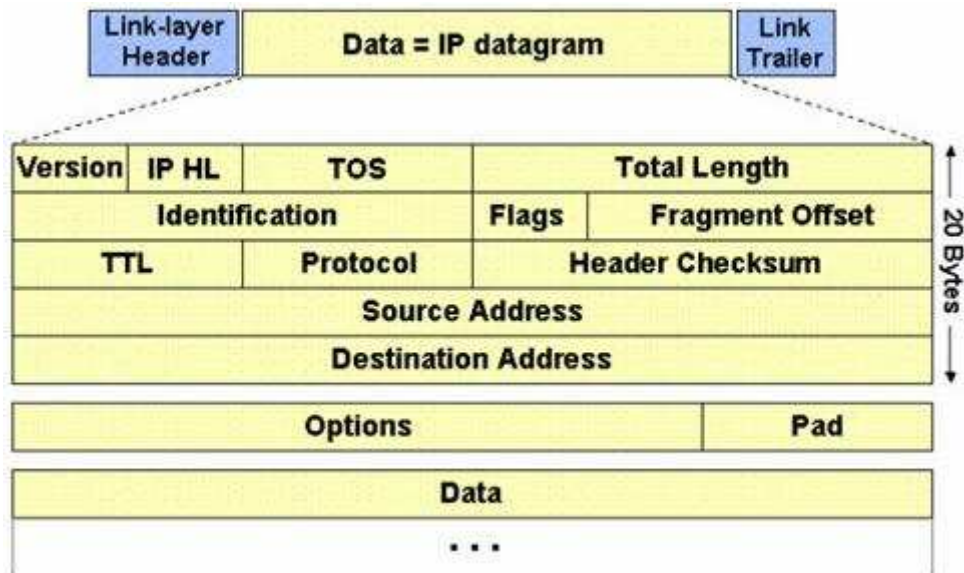 Link-layer
Header
Data = IP datagram
Link
Trailer
Version IP HL TOS Total Length
Identification Flags Fragment Offset
TTL Protocol Header Checksum
Source Address
Destination Address
20 Bytes
Options Pad
Data
...